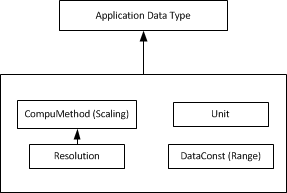 Application Data Type
CompuMethod (Scaling)
Unit
Resolution
DataConst (Range)